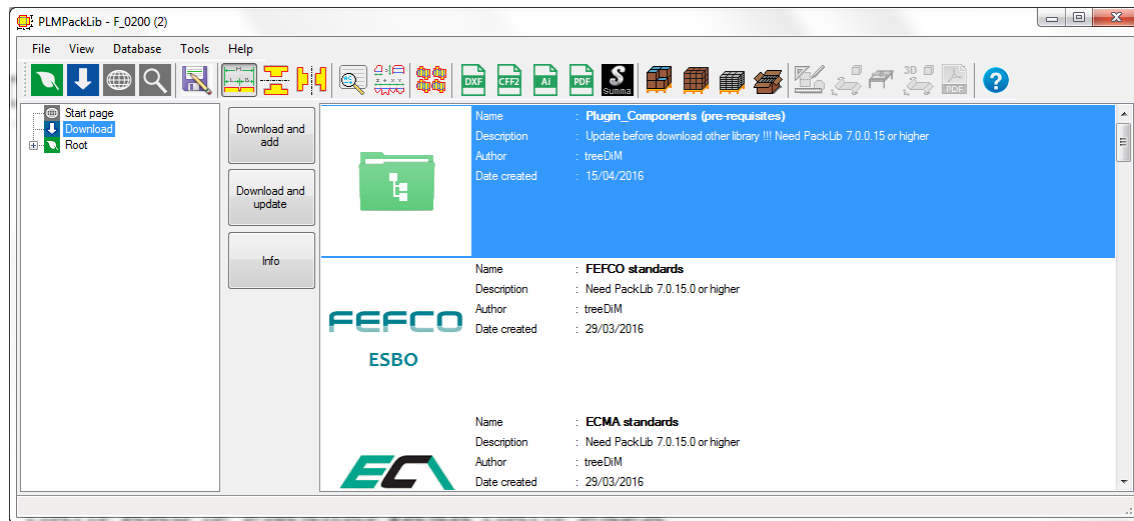 PLMPackLib - F_0200 (2)
File View Database Tools Help
DXF CFF2 Ai PDF S Summa 3D PDF ?
Start page
Download
Root
Download and add
Download and update
Info
Name : Plugin_Components (pre-requisites)
Description : Update before download other library !!! Need PackLib 7.0.0.15 or higher
Author : treeDiM
Date created : 15/04/2016
FEFCO
ESBO
Name : FEFCO standards
Description : Need PackLib 7.0.15.0 or higher
Author : treeDiM
Date created : 29/03/2016
Name : ECMA standards
Description : Need PackLib 7.0.15.0 or higher
Author : treeDiM
Date created : 29/03/2016